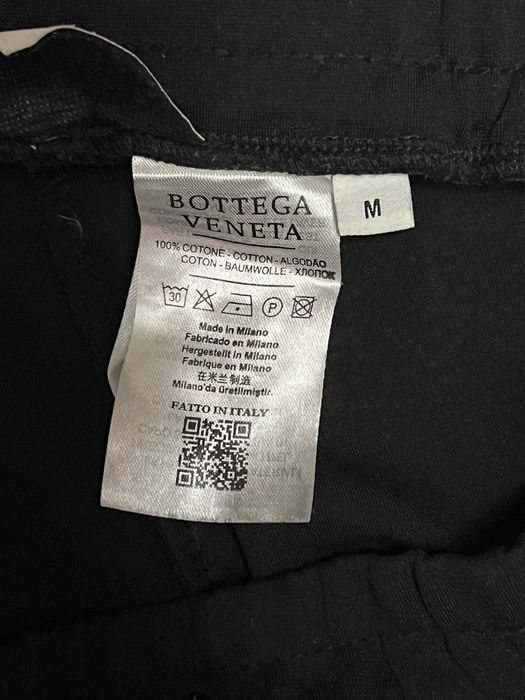 BOTTEGA
VENETA
M
100% COTONE - COTTON - ALGODÃO
COTON - BAUMWOLLE - ХЛОПОК
30
P
Made in Milano
Fabricado en Milano
Hergestellt in Milano
Fabrique en Milano
在米兰制造
Milano'da üretilmiştir.
FATTO IN ITALY